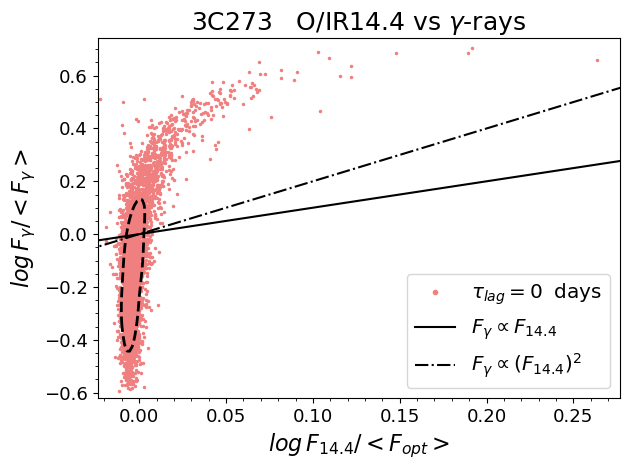 3C273 O/IR14.4 vs γ-rays
log F_γ/<F_γ>
0.6
0.4
0.2
0.0
−0.2
−0.4
−0.6
τ_lag = 0 days
F_γ ∝ F_14.4
F_γ ∝ (F_14.4)^2
0.00 0.05 0.10 0.15 0.20 0.25
log F_14.4/<F_opt>